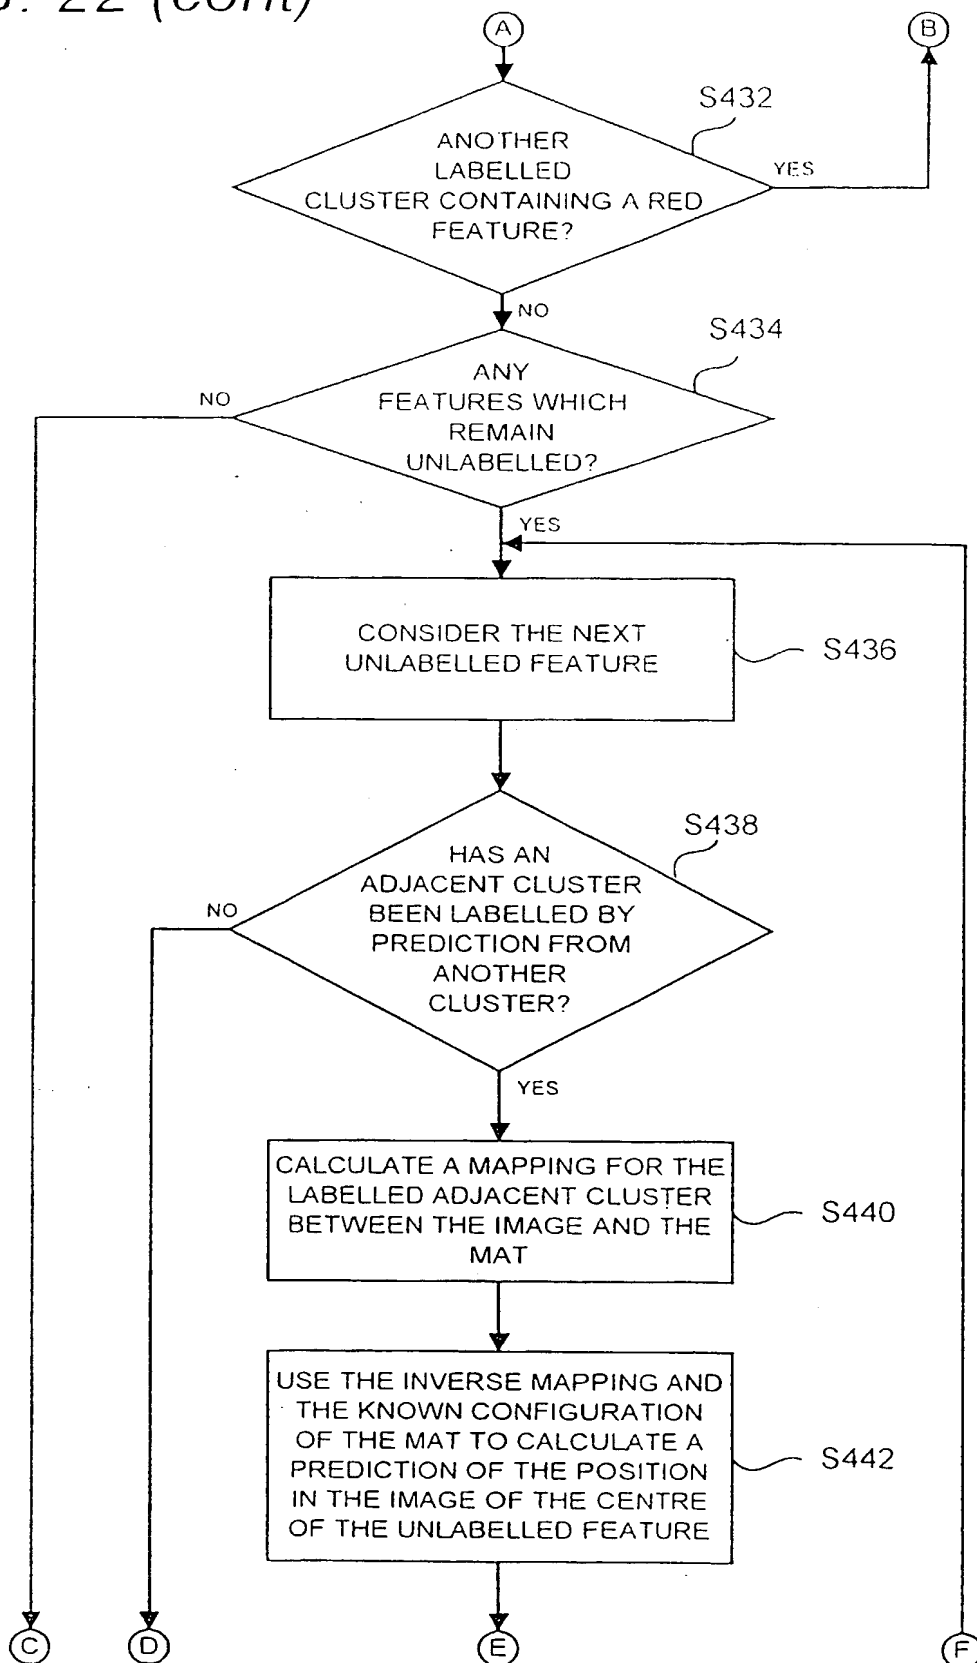 22 (cont)
A
B
S432
ANOTHER
LABELLED
CLUSTER CONTAINING A RED
FEATURE?
YES
NO
S434
ANY
FEATURES WHICH
REMAIN
UNLABELLED?
NO
YES
CONSIDER THE NEXT
UNLABELLED FEATURE
S436
S438
HAS AN
ADJACENT CLUSTER
BEEN LABELLED BY
PREDICTION FROM
ANOTHER
CLUSTER?
NO
YES
CALCULATE A MAPPING FOR THE
LABELLED ADJACENT CLUSTER
BETWEEN THE IMAGE AND THE
MAT
S440
USE THE INVERSE MAPPING AND
THE KNOWN CONFIGURATION
OF THE MAT TO CALCULATE A
PREDICTION OF THE POSITION
IN THE IMAGE OF THE CENTRE
OF THE UNLABELLED FEATURE
S442
C
D
E
F